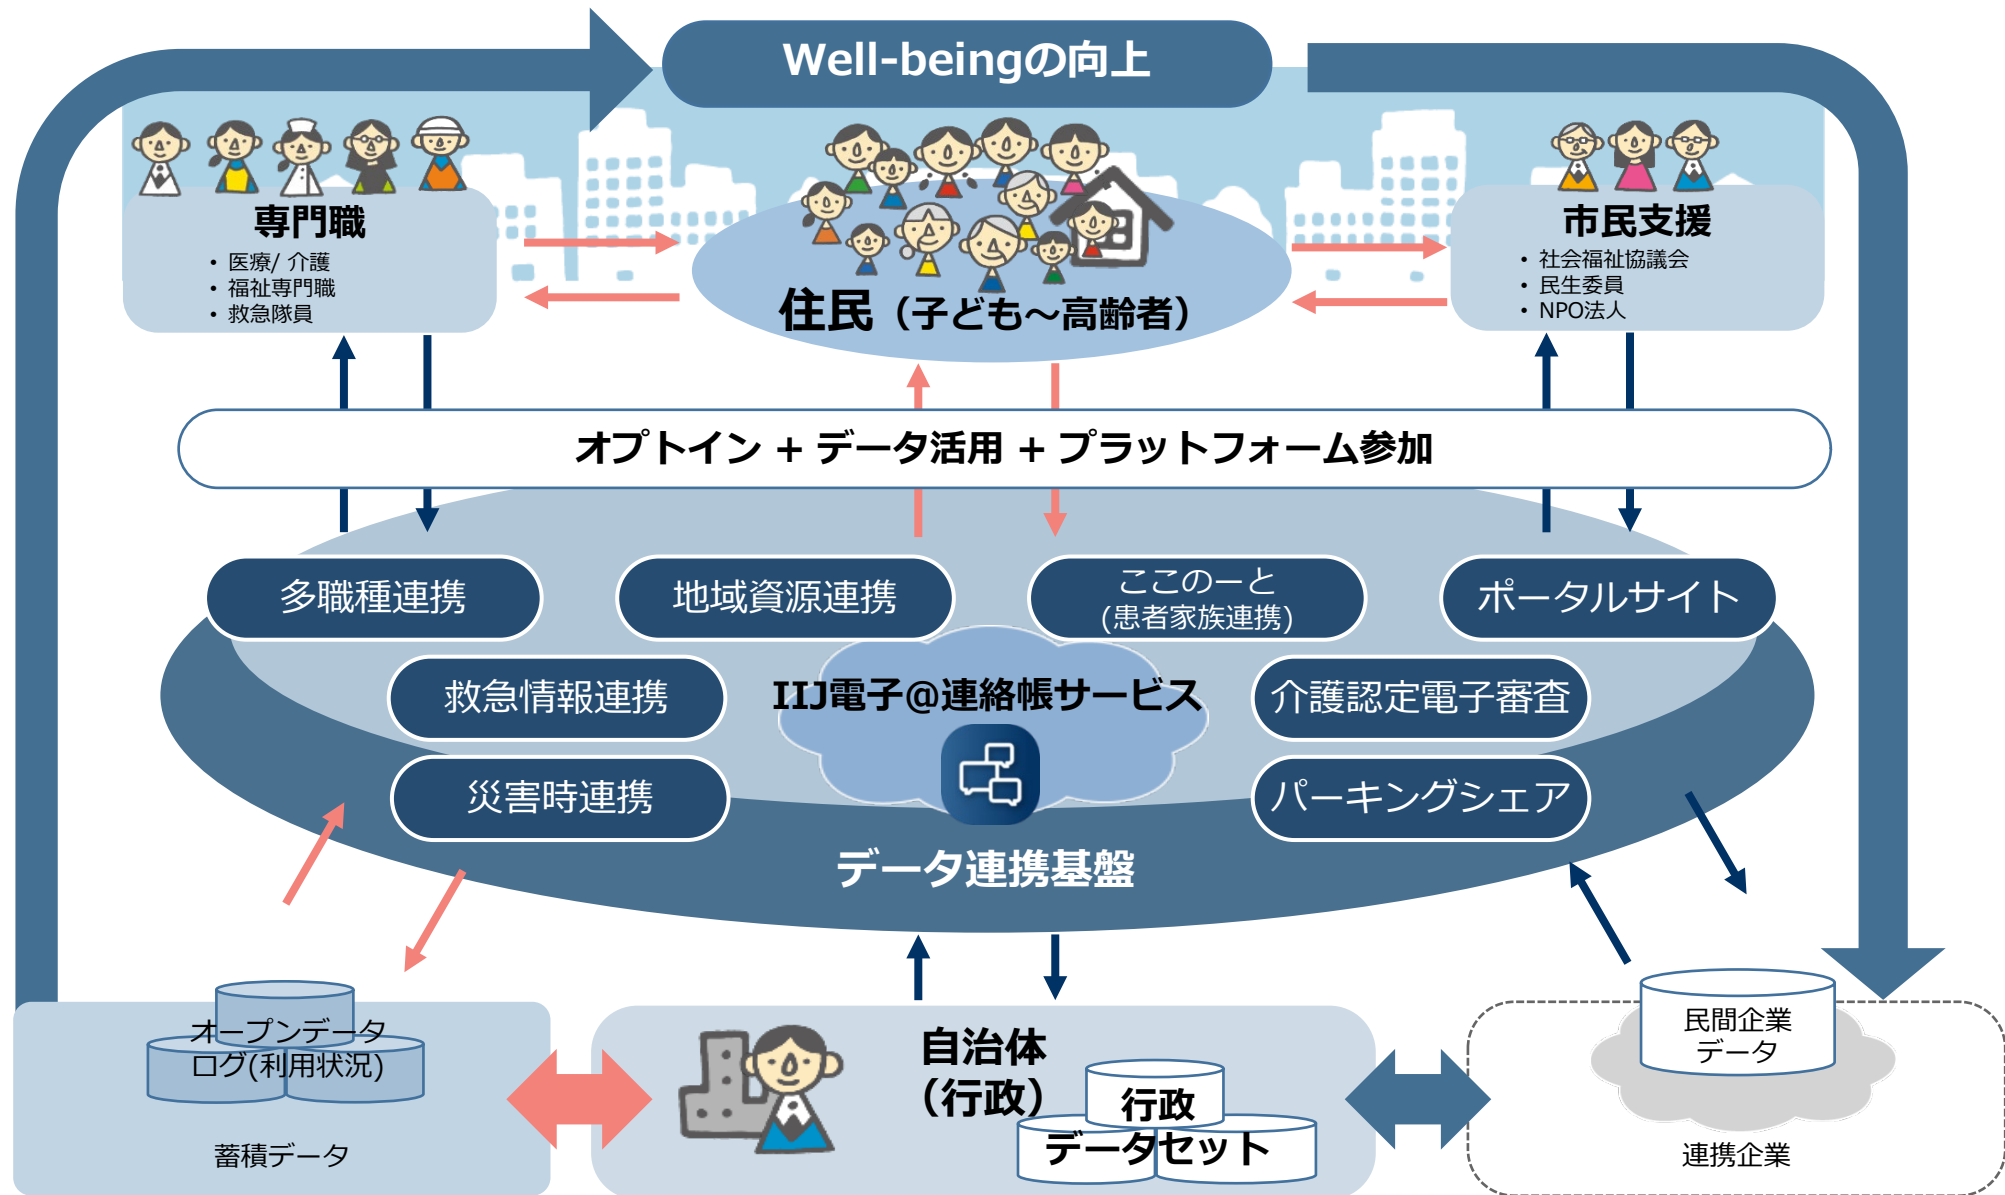 Well-beingの向上
専門職
• 医療/ 介護
• 福祉専門職
• 救急隊員
住民（子ども～高齢者）
市民支援
• 社会福祉協議会
• 民生委員
• NPO法人
オプトイン + データ活用 + プラットフォーム参加
多職種連携
地域資源連携
ここのーと
(患者家族連携)
ポータルサイト
救急情報連携
IIJ電子@連絡帳サービス
介護認定電子審査
災害時連携
パーキングシェア
データ連携基盤
オープンデータ
ログ(利用状況)
蓄積データ
自治体
（行政）
行政
データセット
民間企業
データ
連携企業